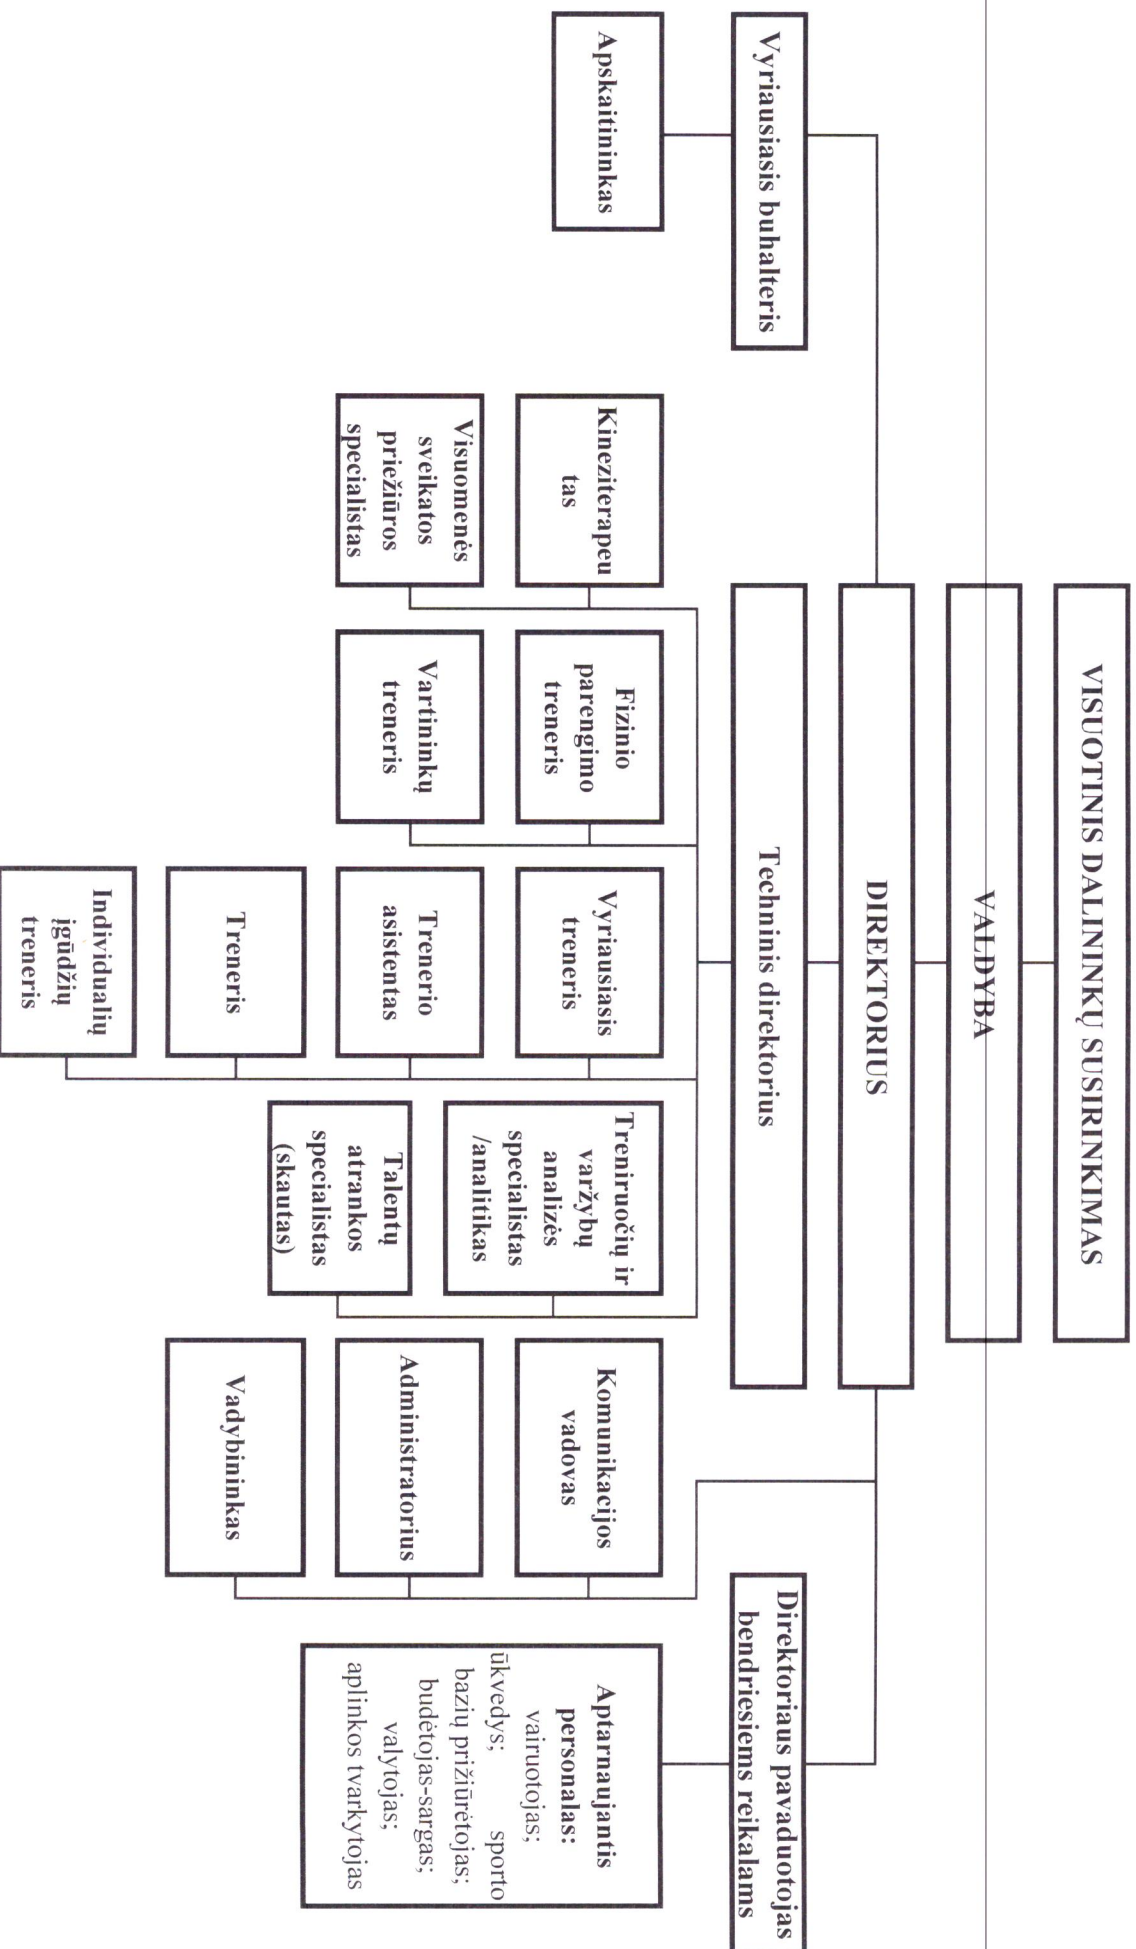 VISUOTINIS DALININKŲ SUSIRINKIMAS
VALDYBA
DIREKTORIUS
Vyriausiasis buhalteris
Techninis direktorius
Direktoriaus pavaduotojas
bendriesiems reikalams
Apskaitininkas
Kineziterapeu
tas
Visuomenės
sveikatos
priežiūros
specialistas
Fizinio
parengimo
treneris
Vartininkų
treneris
Vyriausiasis
treneris
Trenerio
asistentas
Treneris
Individualių
įgūdžių
treneris
Treniruočių ir
varžybų
analizės
specialistas
/analitikas
Talentų
atrankos
specialistas
(skautas)
Komunikacijos
vadovas
Administratorius
Vadybininkas
Aptarnaujantis
personalas:
vairuotojas;
ūkvedys; sporto
bazių prižiūrėtojas;
budėtojas-sargas;
valytojas;
aplinkos tvarkytojas